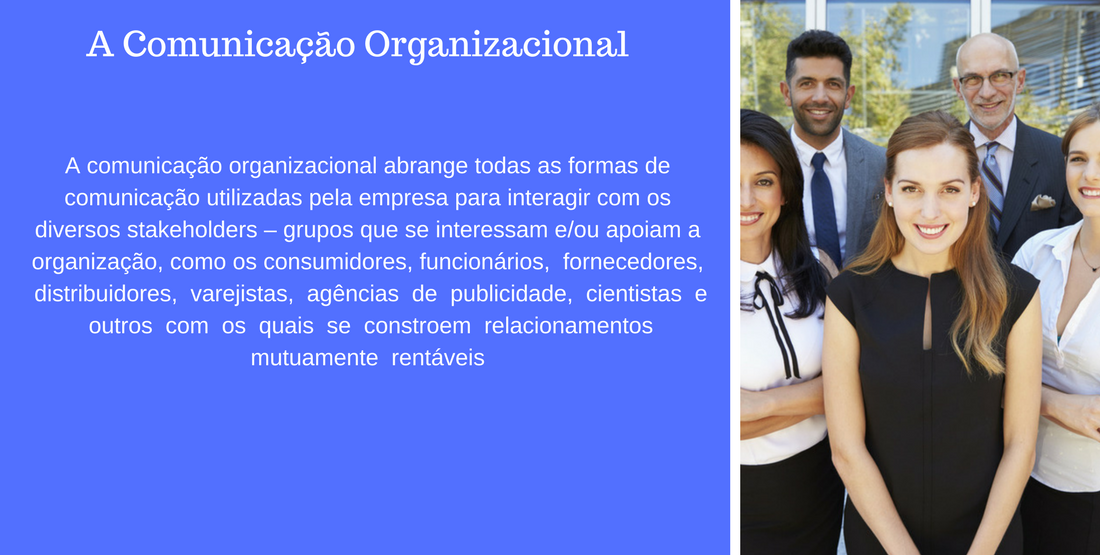 A Comunicação Organizacional
A comunicação organizacional abrange todas as formas de
comunicação utilizadas pela empresa para interagir com os
diversos stakeholders – grupos que se interessam e/ou apoiam a
organização, como os consumidores, funcionários,  fornecedores,
distribuidores,  varejistas,  agências  de  publicidade,  cientistas  e
outros  com  os  quais  se  constroem  relacionamentos
mutuamente  rentáveis